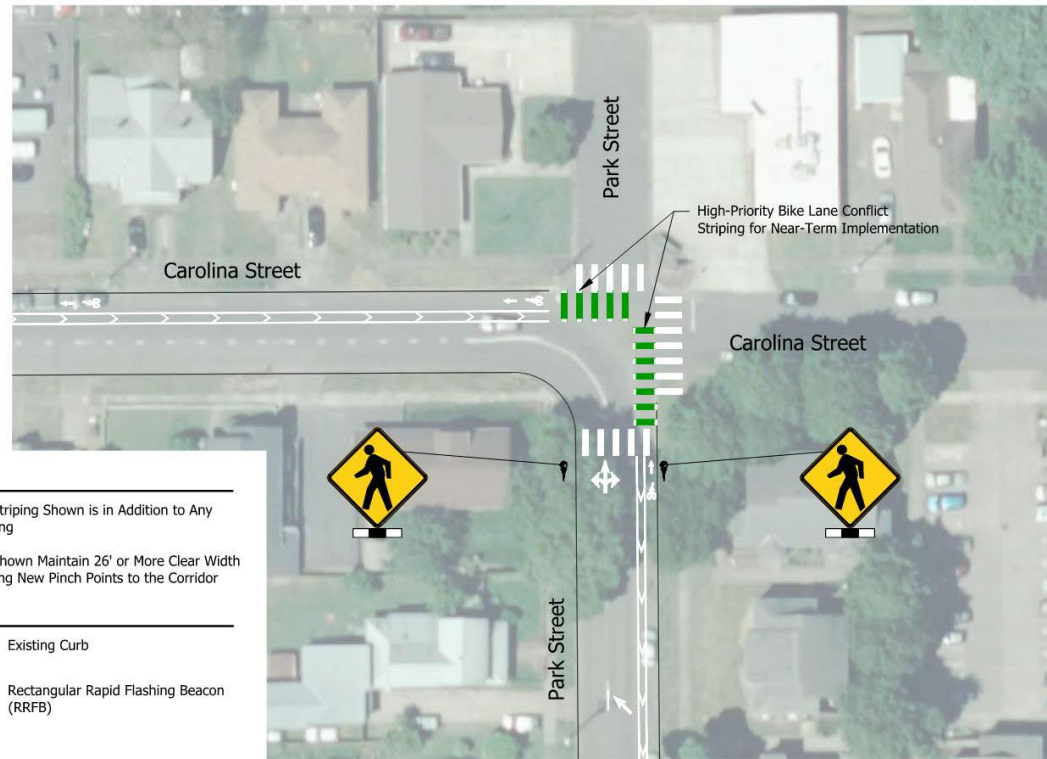 Park Street
High-Priority Bike Lane Conflict
Striping for Near-Term Implementation
Carolina Street
Carolina Street
Park Street
triping Shown is in Addition to Any
ng
hown Maintain 26' or More Clear Width
ng New Pinch Points to the Corridor
Existing Curb
Rectangular Rapid Flashing Beacon
(RRFB)